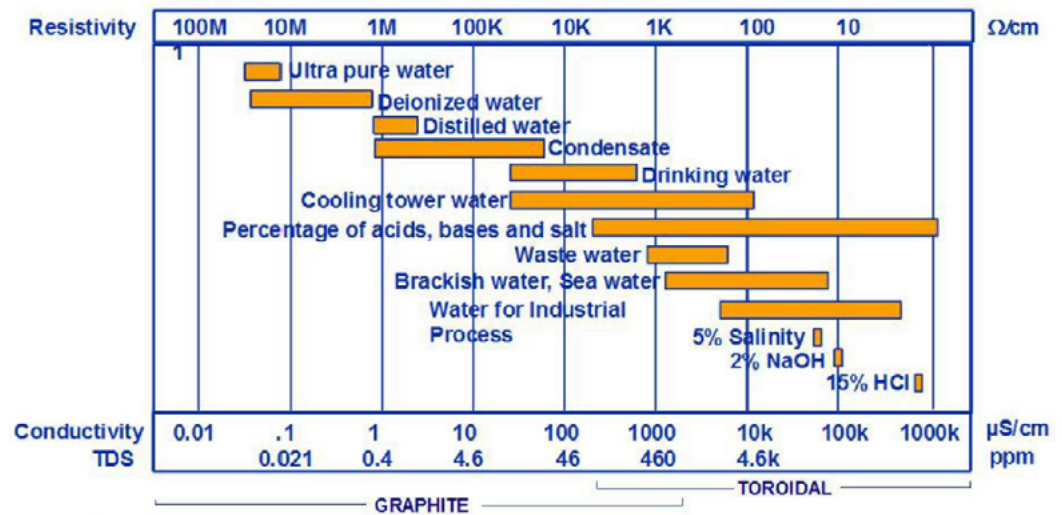 Resistivity 100M 10M 1M 100K 10K 1K 100 10 Ω/cm
1
Ultra pure water
Deionized water
Distilled water
Condensate
Drinking water
Cooling tower water
Percentage of acids, bases and salt
Waste water
Brackish water, Sea water
Water for Industrial
Process
5% Salinity
2% NaOH
15% HCl
Conductivity 0.01 .1 1 10 100 1000 10k 100k 1000k µS/cm
TDS 0.021 0.4 4.6 46 460 4.6k ppm
TOROIDAL
GRAPHITE